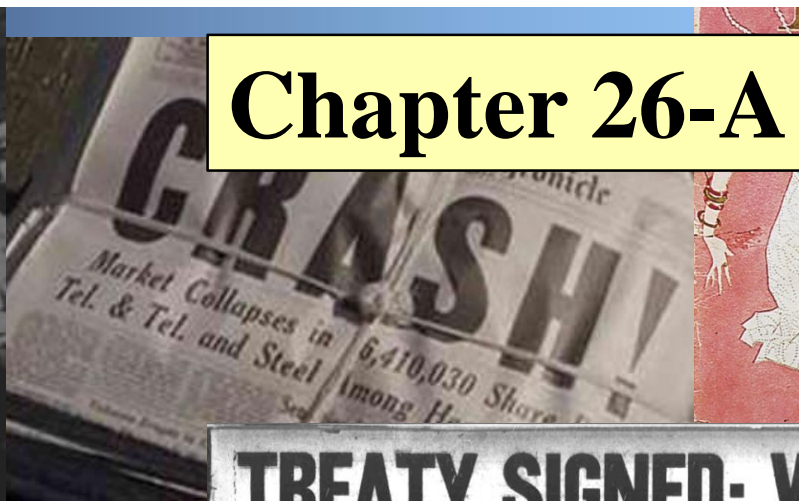 Chapter 26-A
Chronicle
CRASH!
Market Collapses in 6,410,030 Share
Tel. & Tel. and Steel Among
TREATY SIGNED: